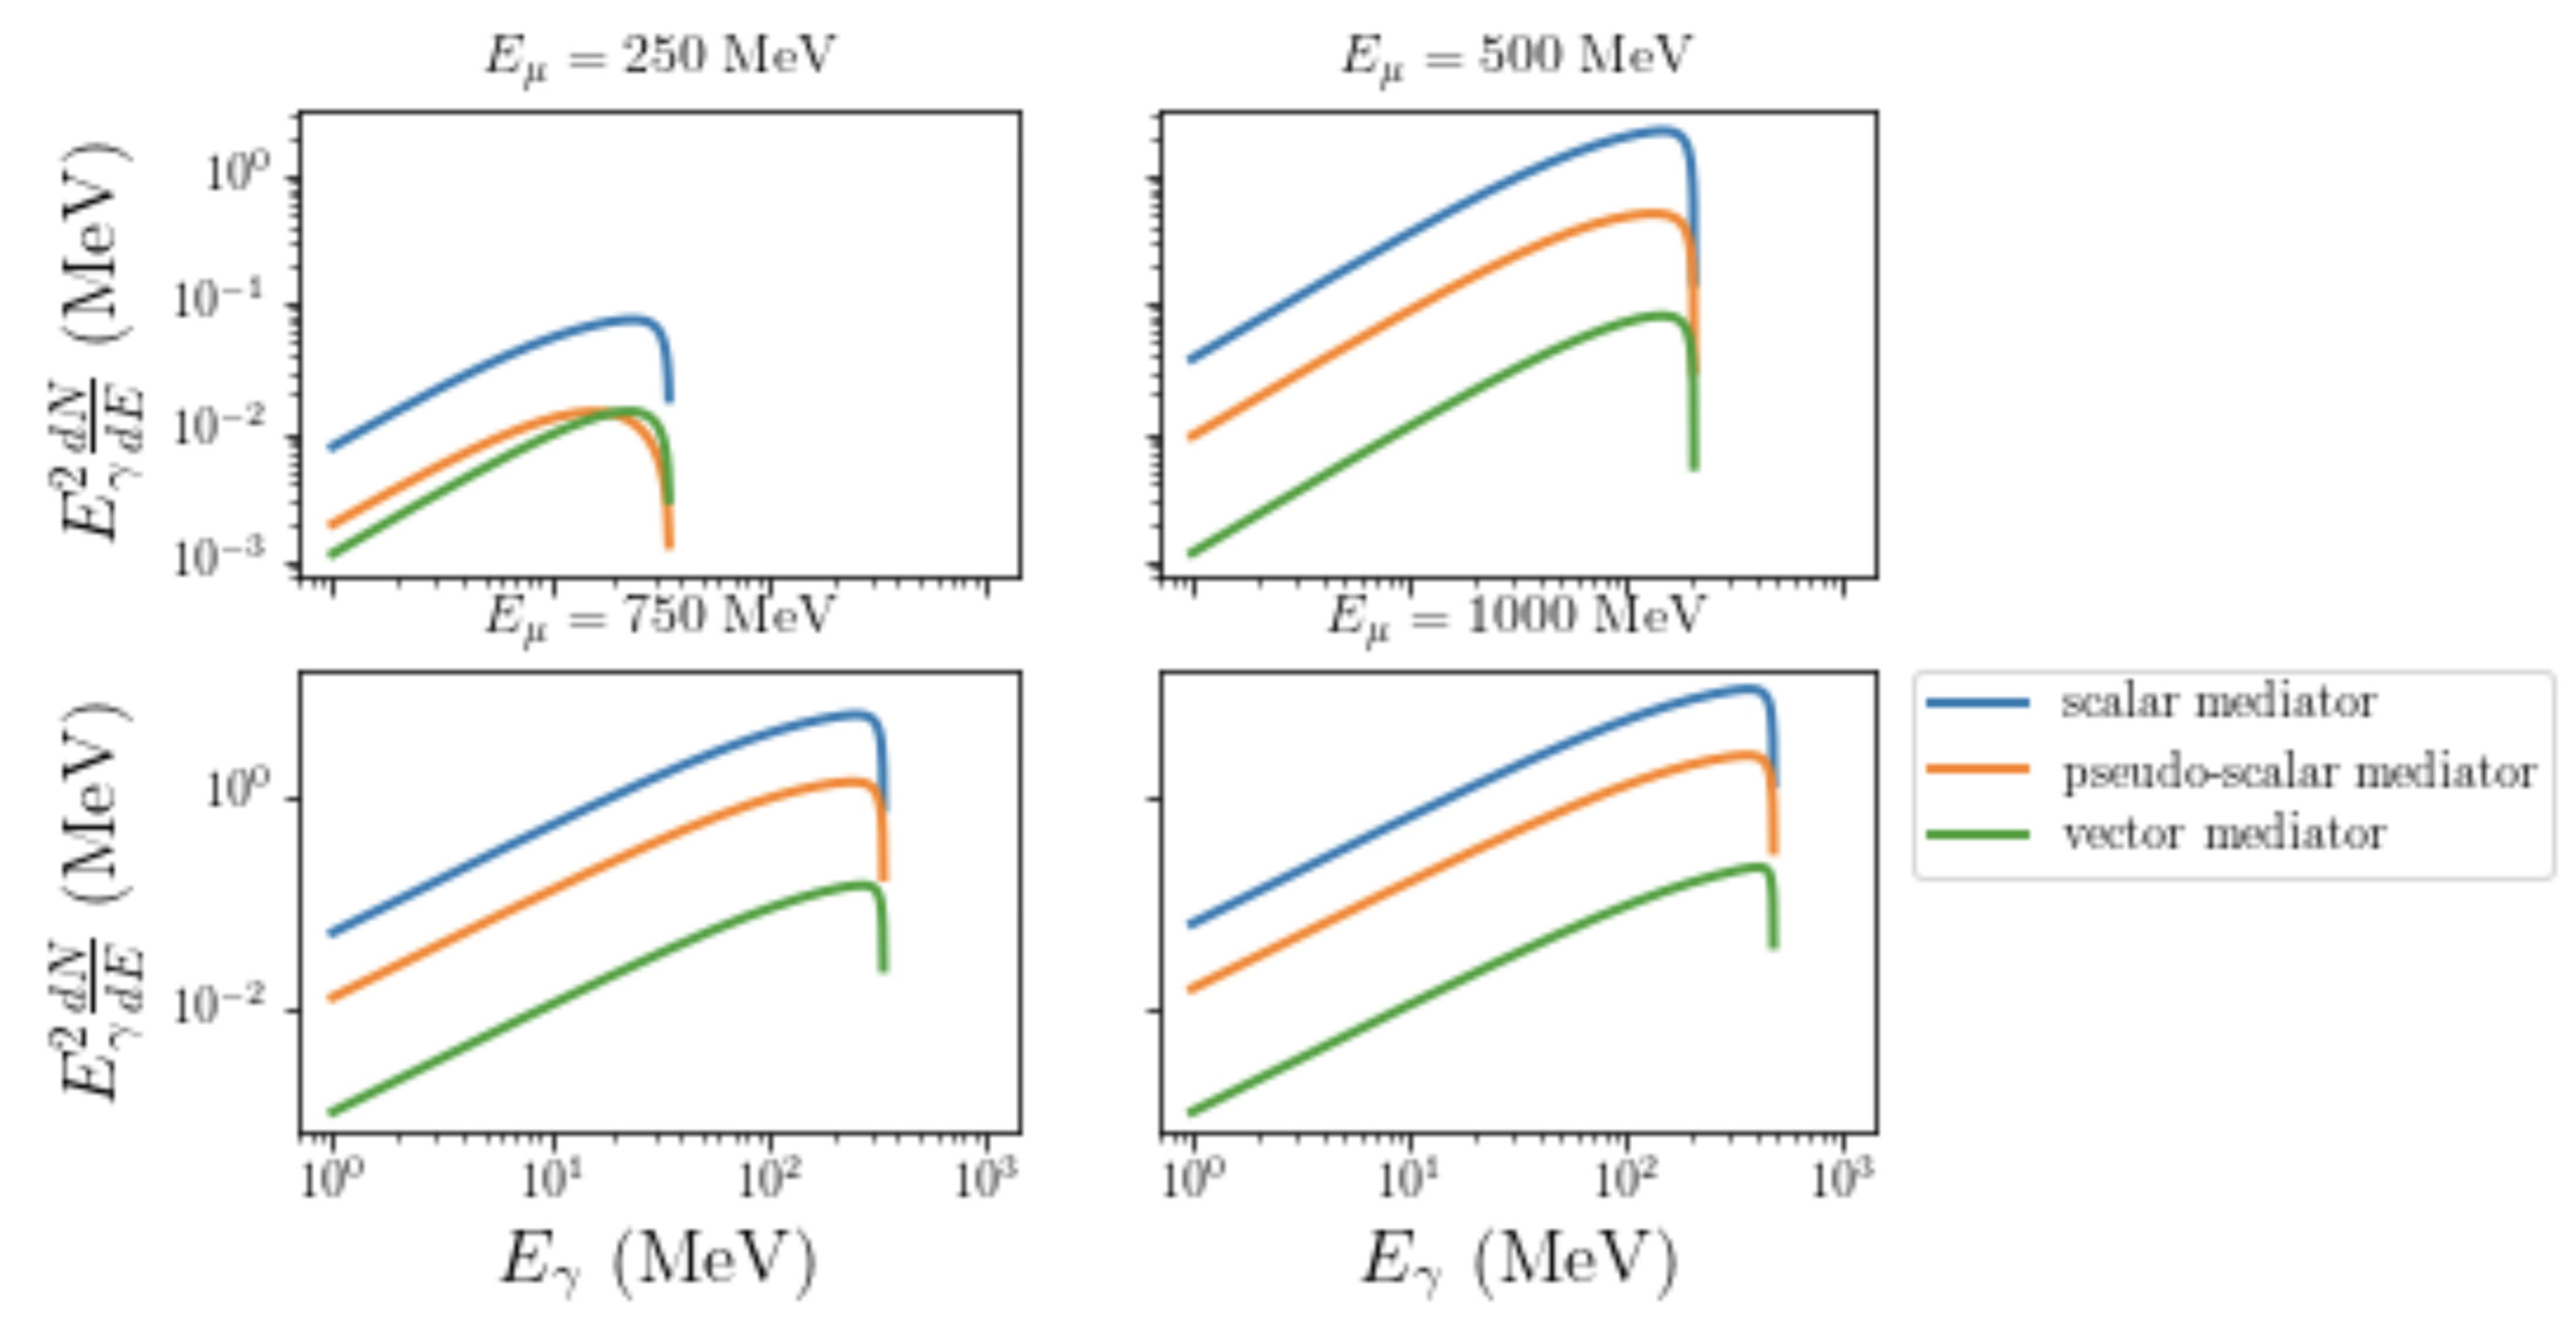 E_μ = 250 MeV
E_μ = 500 MeV
E_γ^2 dN/dE (MeV)
10^0
10^−1
10^−2
10^−3
E_μ = 750 MeV
E_μ = 1000 MeV
E_γ^2 dN/dE (MeV)
10^0
10^−2
scalar mediator
pseudo-scalar mediator
vector mediator
10^0 10^1 10^2 10^3
10^0 10^1 10^2 10^3
E_γ (MeV)
E_γ (MeV)